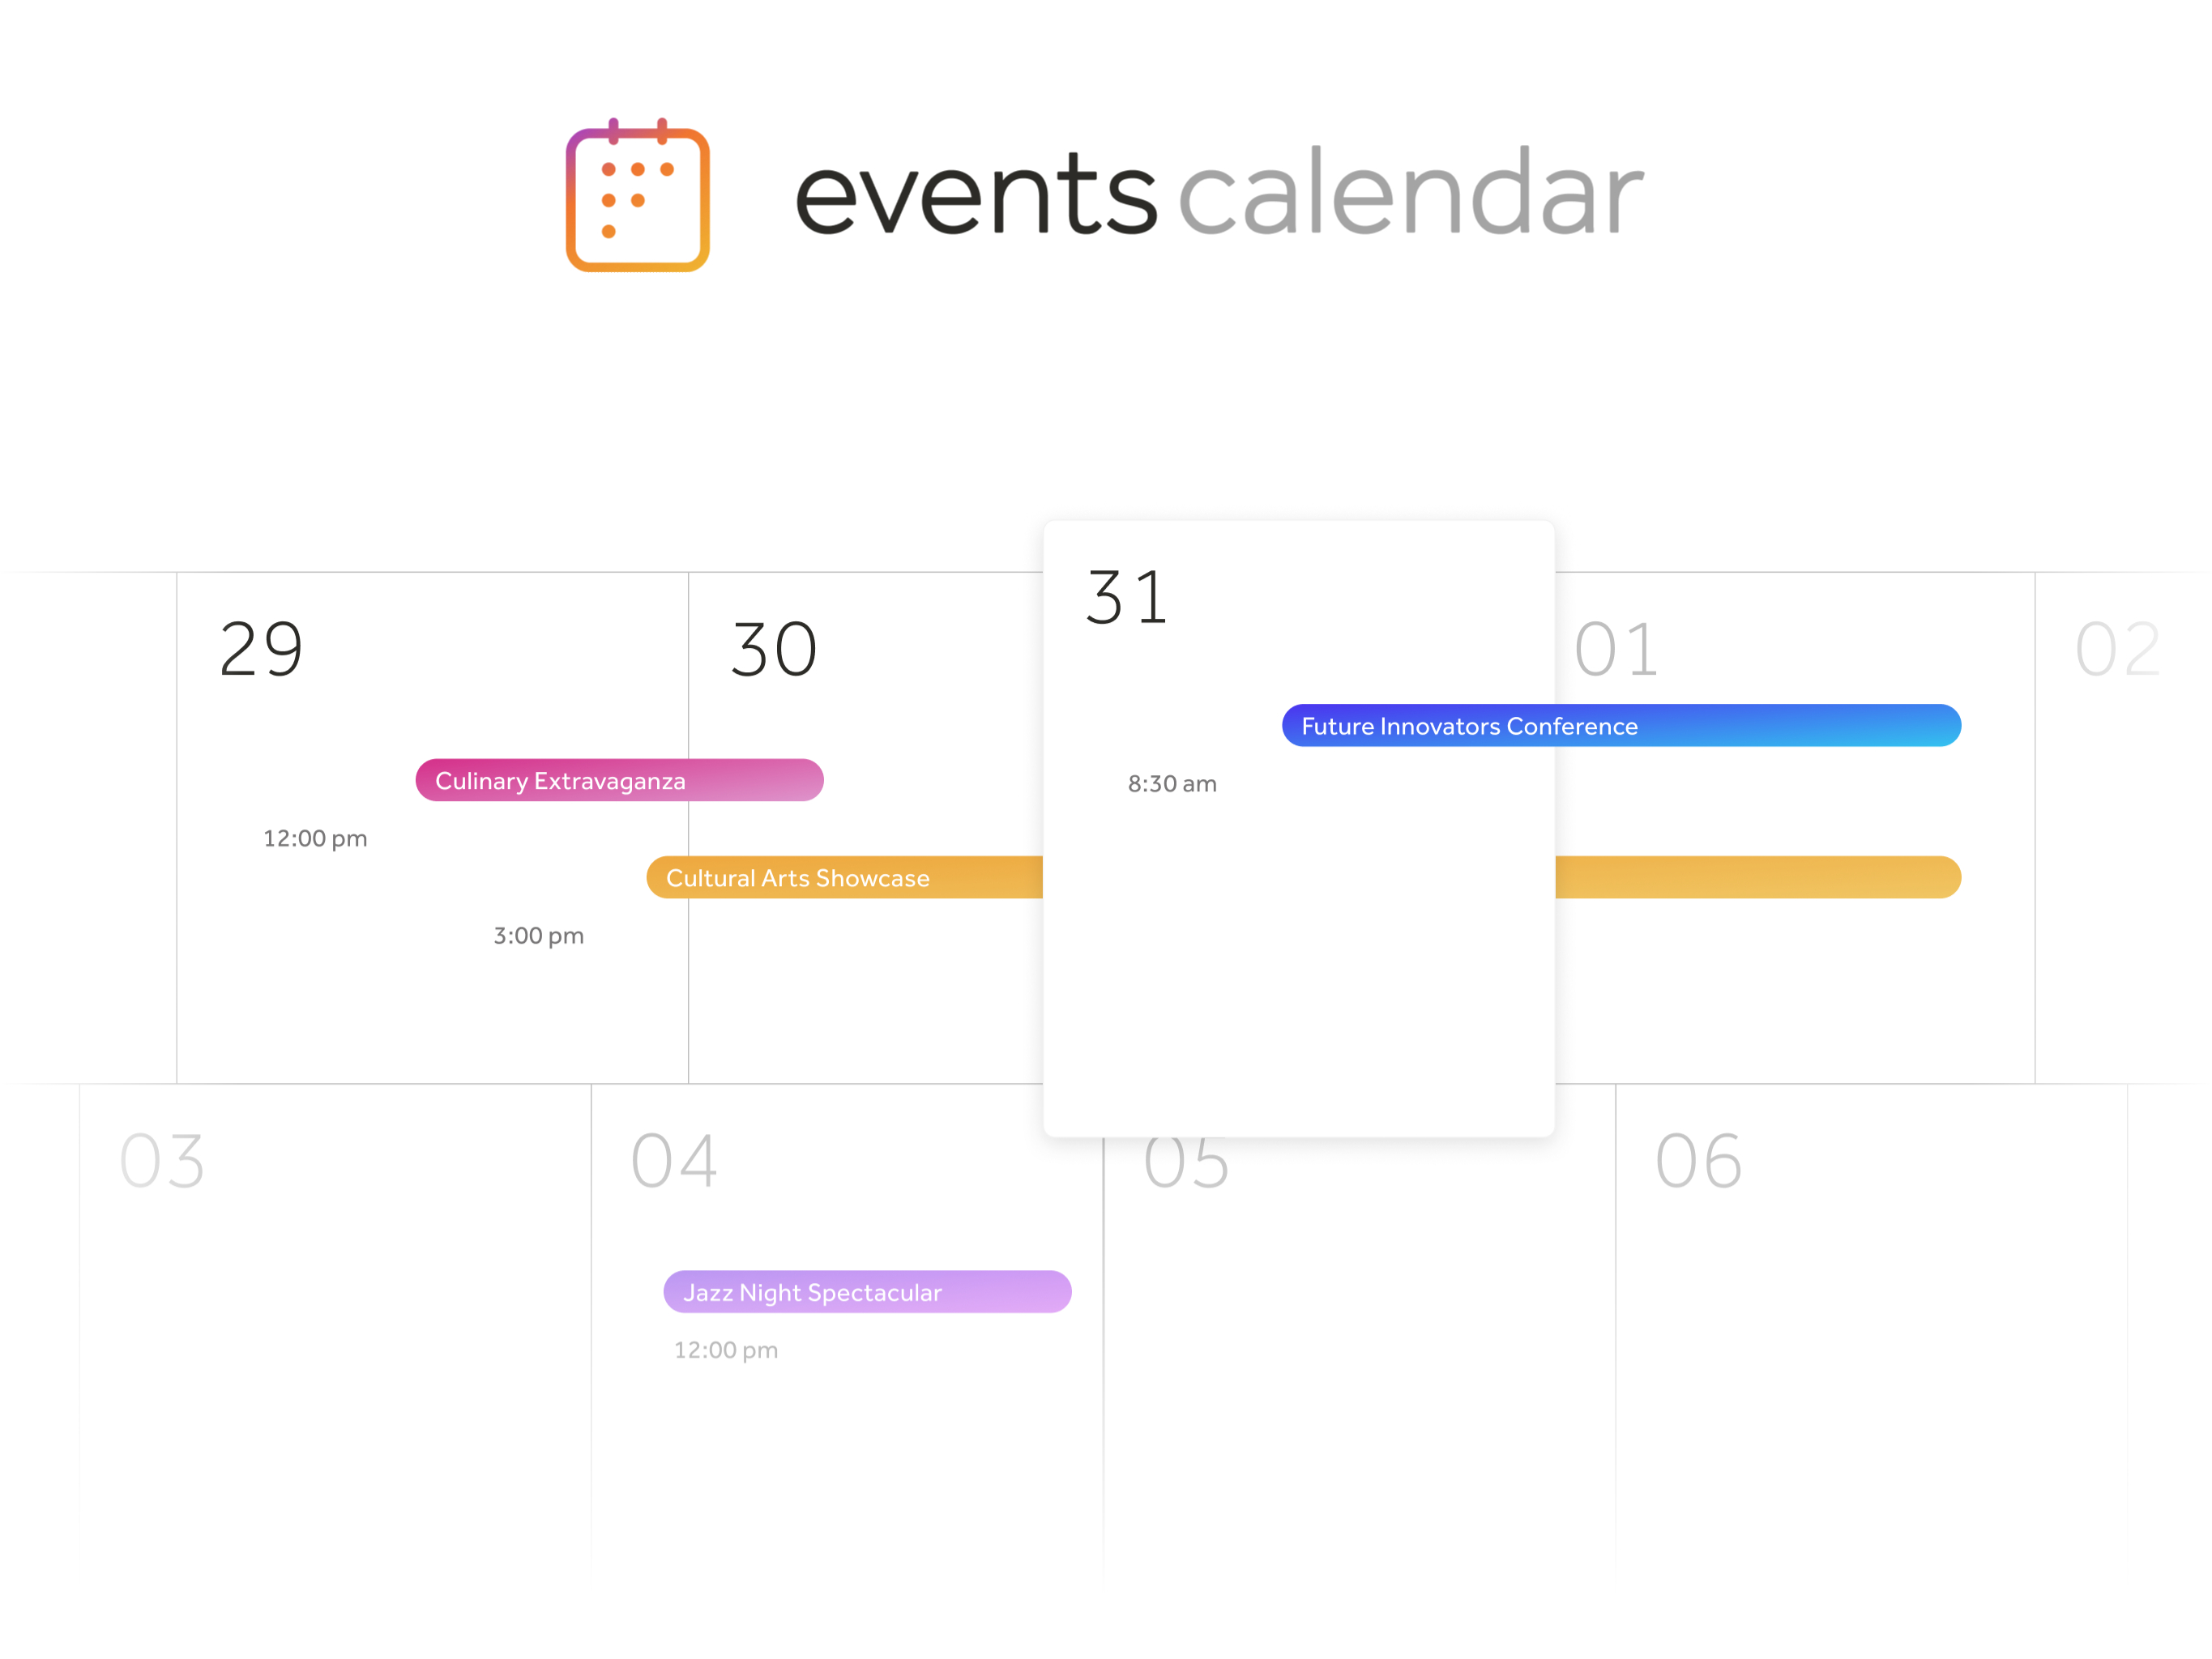 events calendar
29
30
31
01
02
Culinary Extravaganza
12:00 pm
Future Innovators Conference
8:30 am
Cultural Arts Showcase
3:00 pm
03
04
05
06
Jazz Night Spectacular
12:00 pm